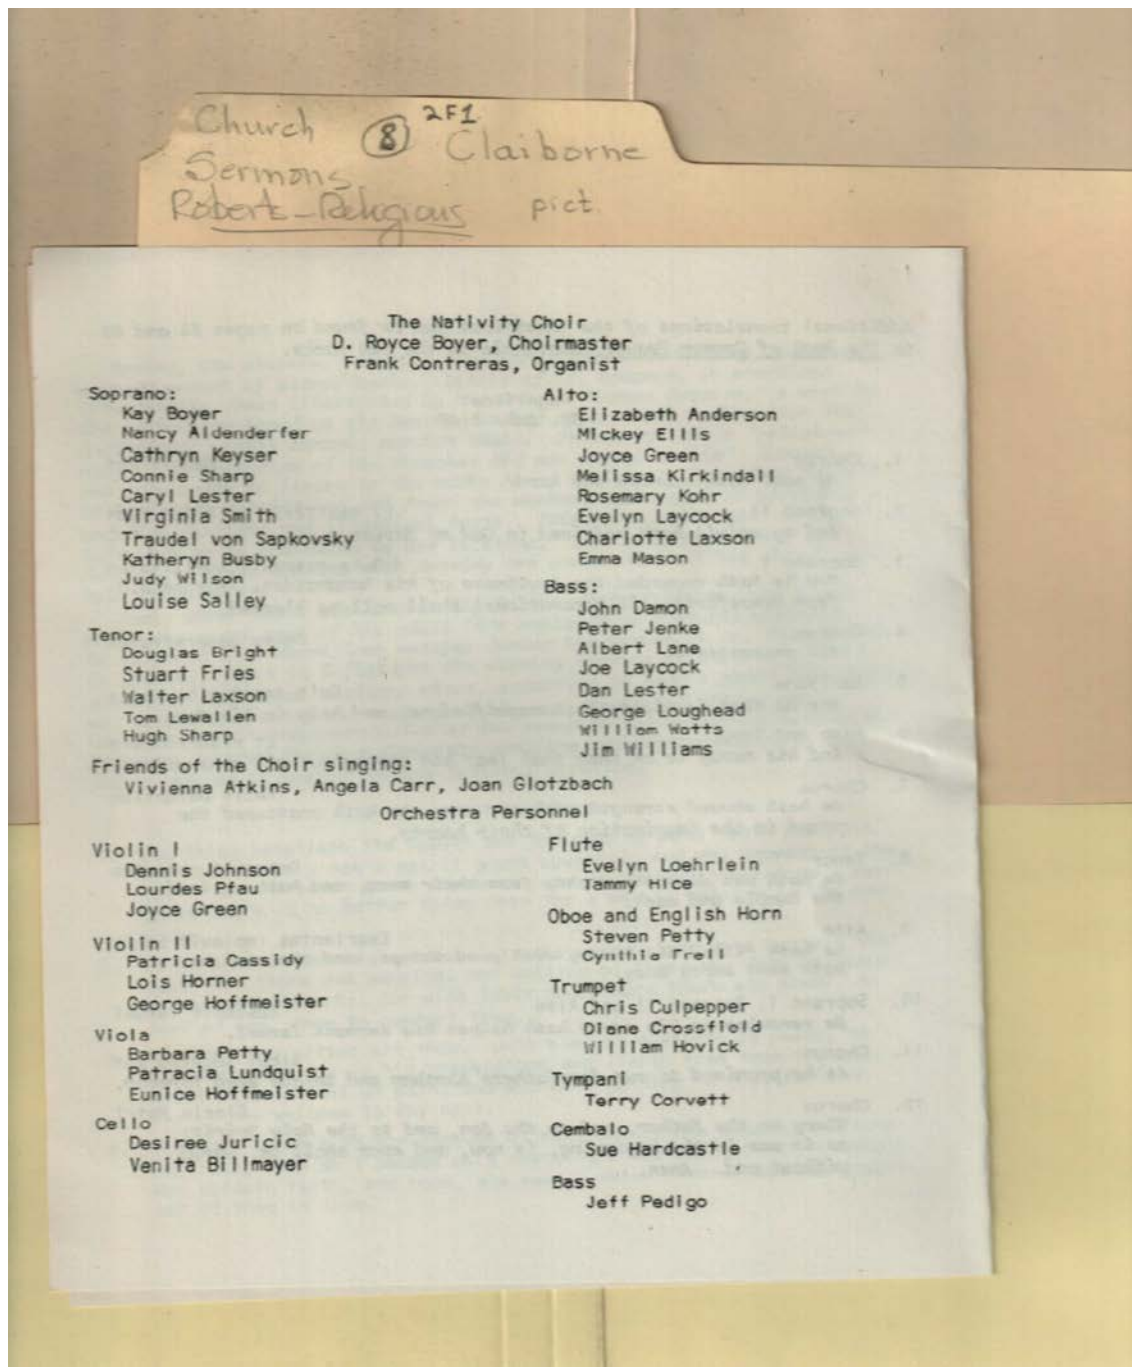 Church ⑧ 2F1 Claiborne
Sermons
Roberts-Religious pict.
The Nativity Choir
D. Royce Boyer, Choirmaster
Frank Contreras, Organist
Soprano:
Kay Boyer
Nancy Aldenderfer
Cathryn Keyser
Connie Sharp
Caryl Lester
Virginia Smith
Traudel von Sapkovsky
Katheryn Busby
Judy Wilson
Louise Salley
Tenor:
Douglas Bright
Stuart Fries
Walter Laxson
Tom Lewallen
Hugh Sharp
Alto:
Elizabeth Anderson
Mickey Ellis
Joyce Green
Melissa Kirkindall
Rosemary Kohr
Evelyn Laycock
Charlotte Laxson
Emma Mason
Bass:
John Damon
Peter Jenke
Albert Lane
Joe Laycock
Dan Lester
George Loughead
William Watts
Jim Williams
Friends of the Choir singing:
Vivienna Atkins, Angela Carr, Joan Glotzbach
Orchestra Personnel
Violin I
Dennis Johnson
Lourdes Pfau
Joyce Green
Violin II
Patricia Cassidy
Lois Horner
George Hoffmeister
Viola
Barbara Petty
Patracia Lundquist
Eunice Hoffmeister
Cello
Desiree Juricic
Venita Billmayer
Flute
Evelyn Loehrlein
Tammy Hice
Oboe and English Horn
Steven Petty
Cynthia
Trumpet
Chris Culpepper
Diane Crossfield
William Hovick
Tympani
Terry Corvett
Cembalo
Sue Hardcastle
Bass
Jeff Pedigo